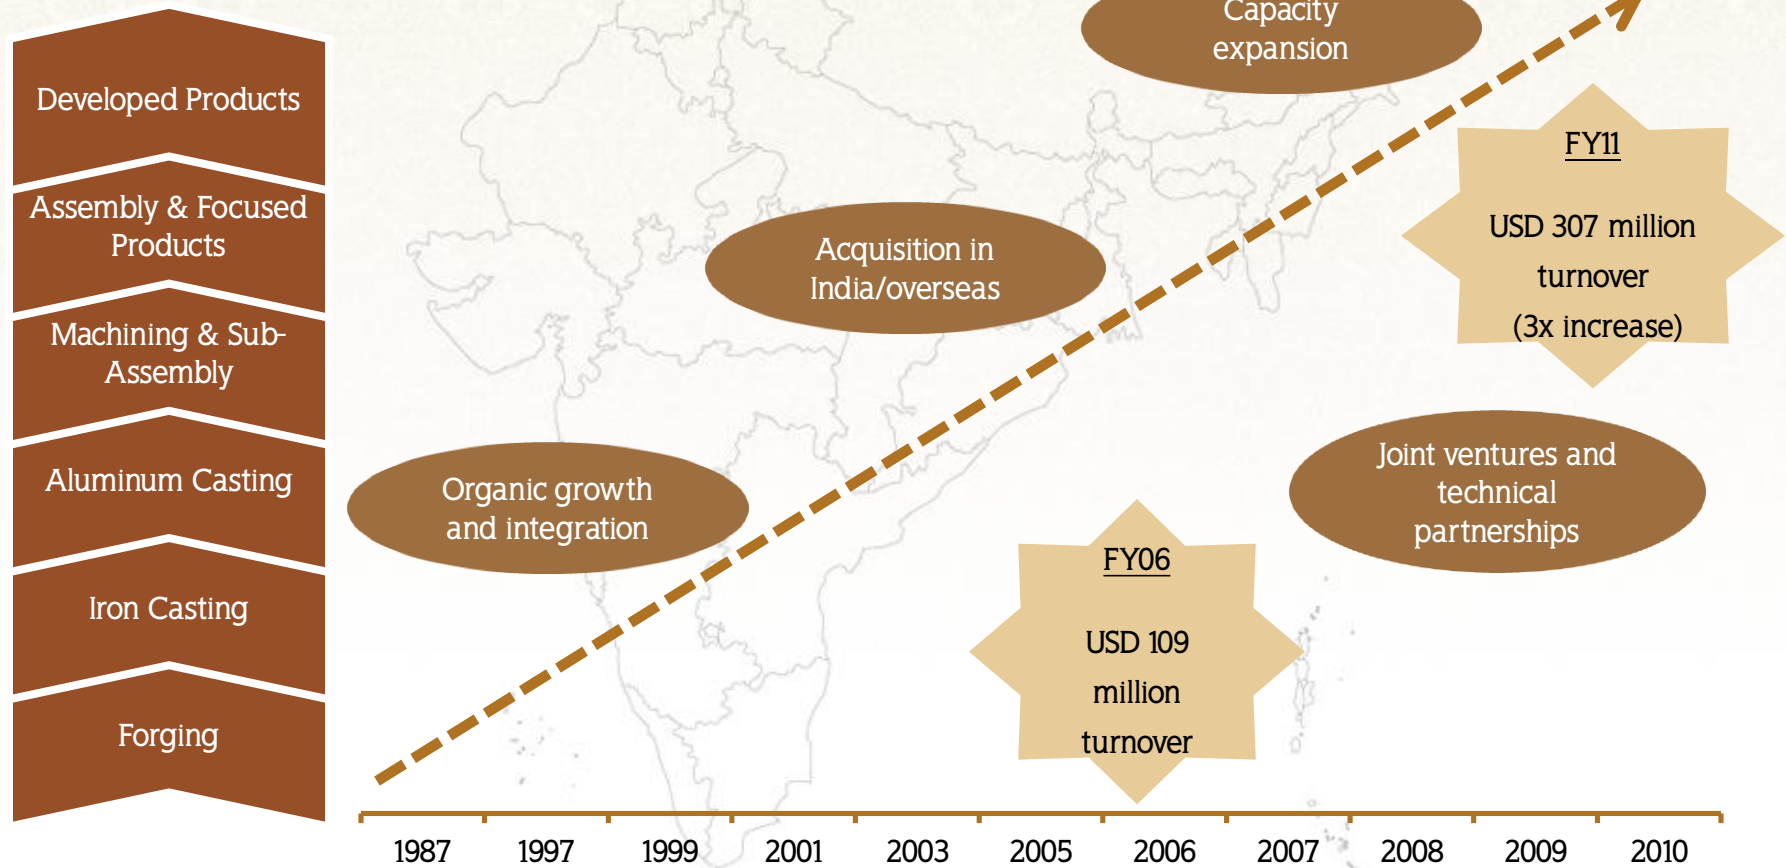 Developed Products
Assembly & Focused
Products
Machining & Sub-
Assembly
Aluminum Casting
Iron Casting
Forging
Capacity
expansion
Acquisition in
India/overseas
Organic growth
and integration
FY11
USD 307 million
turnover
(3x increase)
Joint ventures and
technical
partnerships
FY06
USD 109
million
turnover
1987 1997 1999 2001 2003 2005 2006 2007 2008 2009 2010